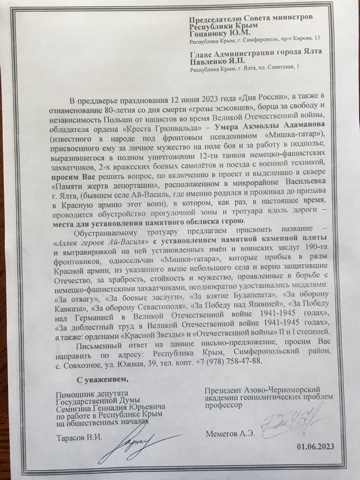 Председателю Совета министров
Республики Крым
Гоцанюку Ю.М.
Республика Крым, г. Симферополь, пр-т Кирова, 13
Главе Администрации города Ялта
Павленко Я.П.
Республика Крым, г. Ялта, пл. Советская, 1
В преддверье празднования 12 июня 2023 года «Дня России», а также в
ознаменование 80-летия со дня смерти «грозы эсэсовцев», борца за свободу и
независимость Польши от нацистов во время Великой Отечественной войны,
обладателя ордена «Креста Грюнвальда» – Умера Акмоллы Адаманова
(известного в народе под фронтовым псевдонимом «Мишка-татар»),
присвоенного ему за личное мужество на поле боя и за работу в подполье,
выразившегося в полном уничтожении 12-ти танков немецко-фашистских
захватчиков, 2-х вражеских боевых самолётов и поезда с военной техникой,
просим Вас решить вопрос, по включению в проект и выделению в сквере
«Памяти жертв депортации», расположенном в микрорайоне Васильевка
г. Ялта, (бывшем селе Ай-Василь, где именно родился и проживал до призыва
в Красную армию этот воин), в котором, как раз, в настоящее время,
проводится обустройство прогулочной зоны и тротуара вдоль дороги –
места для установления памятного обелиска герою.
Обустраиваемому тротуару предлагаем присвоить название –
«Аллея героев Ай-Василя» с установлением памятной каменной плиты
и выгравировкой на ней установленных имён и воинских заслуг 190-та
фронтовиков, односельчан «Мишки-татара», которые прибыв в ряды
Красной армии, из указанного выше небольшого села и верно защитившие
Отечество, за храбрость, стойкость и мужество, проявленные в борьбе с
немецко-фашистскими захватчиками, неоднократно удостаивались медалями:
«За отвагу», «За боевые заслуги», «За взятие Будапешта», «За оборону
Кавказа», «За оборону Севастополя», «За Победу над Японией», «За Победу
над Германией в Великой Отечественной войне 1941-1945 годах»,
«За доблестный труд в Великой Отечественной войне 1941-1945 годах»,
а также: орденами «Красной Звезды» и «Отечественной войны» II и I степеней.
Письменный ответ на данное письмо-предложение, просим Вас
направить по адресу: Республика Крым, Симферопольский район,
с. Совхозное, ул. Южная, 39, тел. конт. +7 (978) 758-47-88.
С уважением,
Помощник депутата
Государственной Думы
Семигина Геннадия Юрьевича
по работе в Республике Крым
на общественных началах
Тарасов В.И.
Президент Азово-Черноморской
академии геополитических проблем
профессор
Меметов А.Э.
01.06.2023